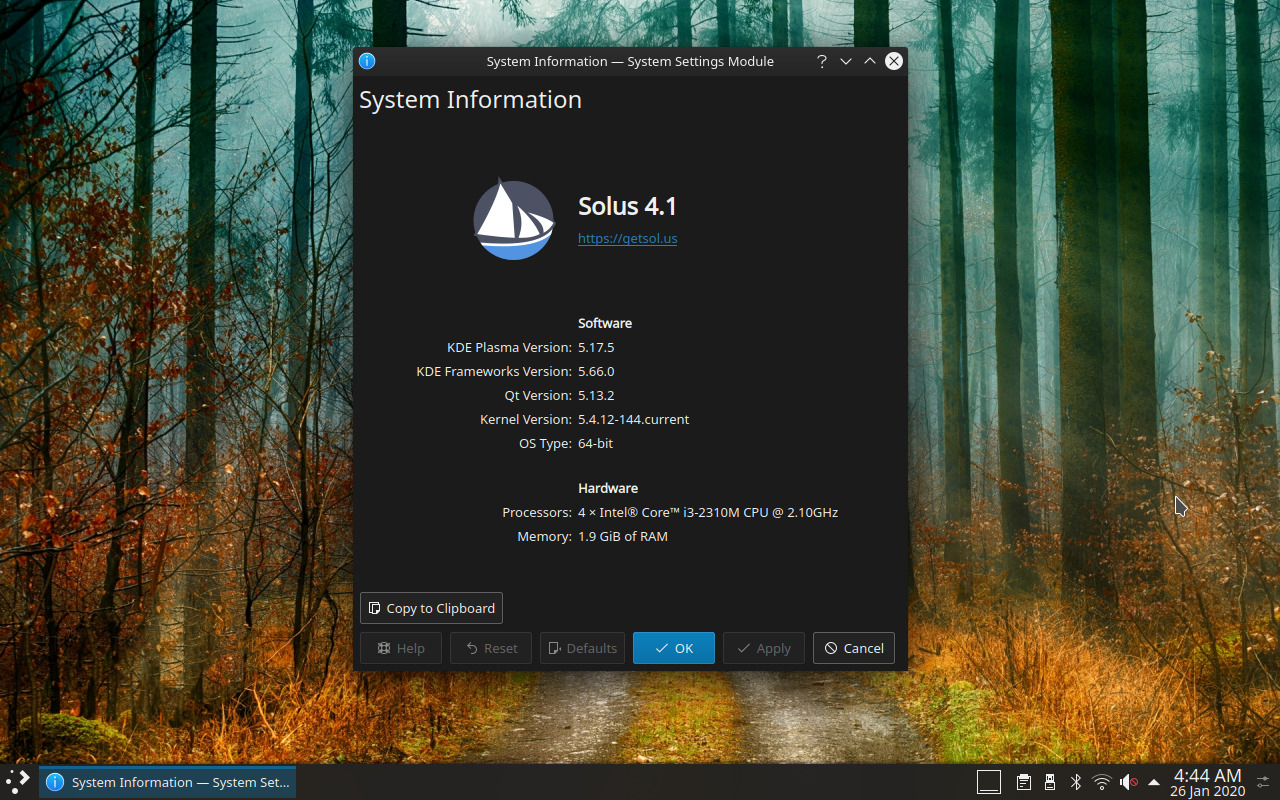 System Information — System Settings Module
System Information
Solus 4.1
https://getsol.us
Software
KDE Plasma Version: 5.17.5
KDE Frameworks Version: 5.66.0
Qt Version: 5.13.2
Kernel Version: 5.4.12-144.current
OS Type: 64-bit
Hardware
Processors: 4 × Intel® Core™ i3-2310M CPU @ 2.10GHz
Memory: 1.9 GiB of RAM
Copy to Clipboard
Help Reset Defaults OK Apply Cancel
System Information — System Set...
4:44 AM
26 Jan 2020